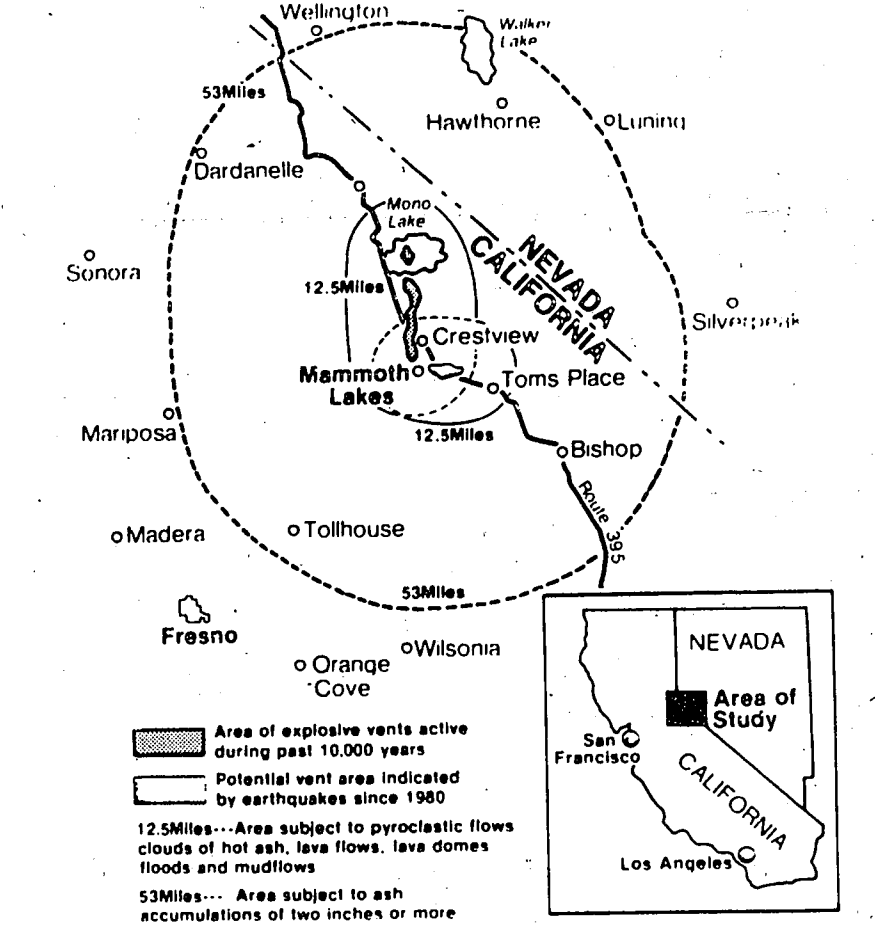 Wellington
Walker
Lake
53Miles
Hawthorne
Luning
Dardanelle
Mono
Lake
NEVADA
CALIFORNIA
Sonora
12.5Miles
Silverpeak
Crestview
Mammoth
Lakes
Toms Place
12.5Miles
Mariposa
Bishop
Route 395
Madera
Tollhouse
53Miles
Fresno
Wilsonia
Orange
Cove
NEVADA
Area of
Study
San
Francisco
CALIFORNIA
Los Angeles
Area of explosive vents active
during past 10,000 years
Potential vent area indicated
by earthquakes since 1980
12.5Miles---Area subject to pyroclastic flows
clouds of hot ash, lava flows, lava domes
floods and mudflows
53Miles--- Area subject to ash
accumulations of two inches or more